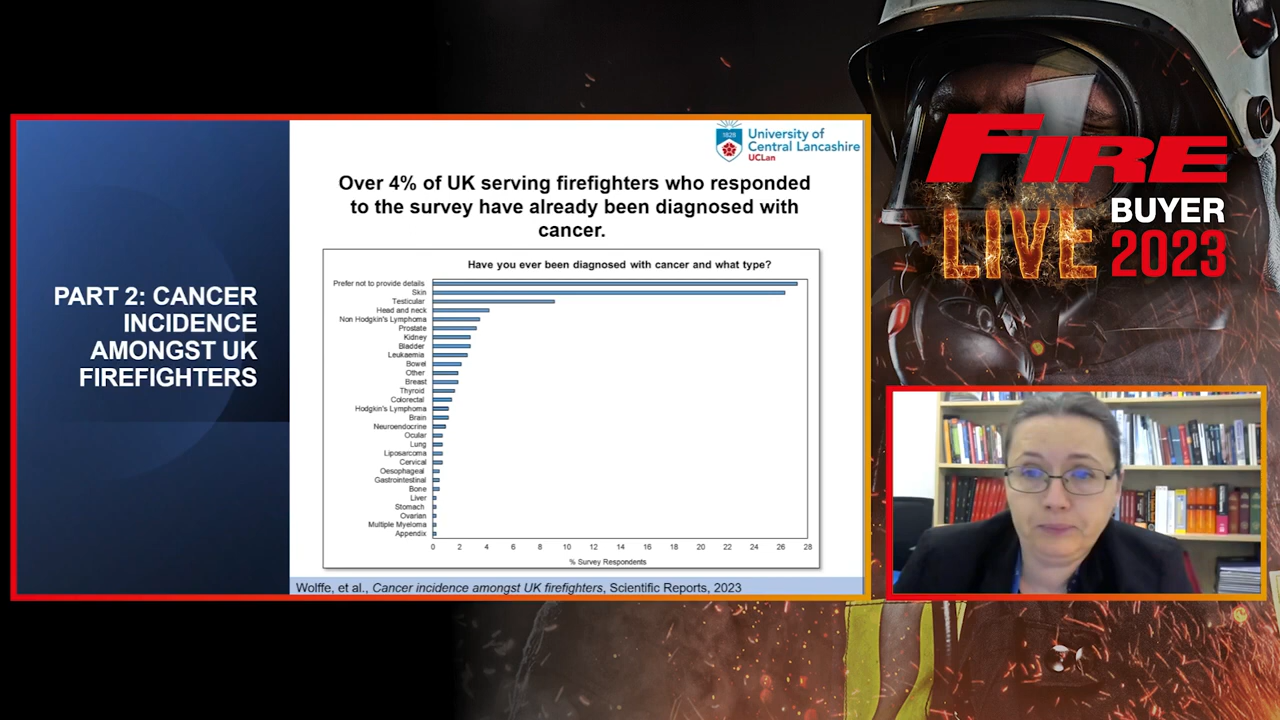 PART 2: CANCER
INCIDENCE
AMONGST UK
FIREFIGHTERS
1828
University of
Central Lancashire
UCLan
Over 4% of UK serving firefighters who responded
to the survey have already been diagnosed with
cancer.
Have you ever been diagnosed with cancer and what type?
Prefer not to provide details
Skin
Testicular
Head and neck
Non Hodgkin's Lymphoma
Prostate
Kidney
Bladder
Leukaemia
Bowel
Other
Breast
Thyroid
Colorectal
Hodgkin's Lymphoma
Brain
Neuroendocrine
Ocular
Lung
Liposarcoma
Cervical
Oesophageal
Gastrointestinal
Bone
Liver
Stomach
Ovarian
Multiple Myeloma
Appendix
0 2 4 6 8 10 12 14 16 18 20 22 24 26 28
% Survey Respondents
Wolffe, et al., Cancer incidence amongst UK firefighters, Scientific Reports, 2023
FIRE
LIVE BUYER
2023